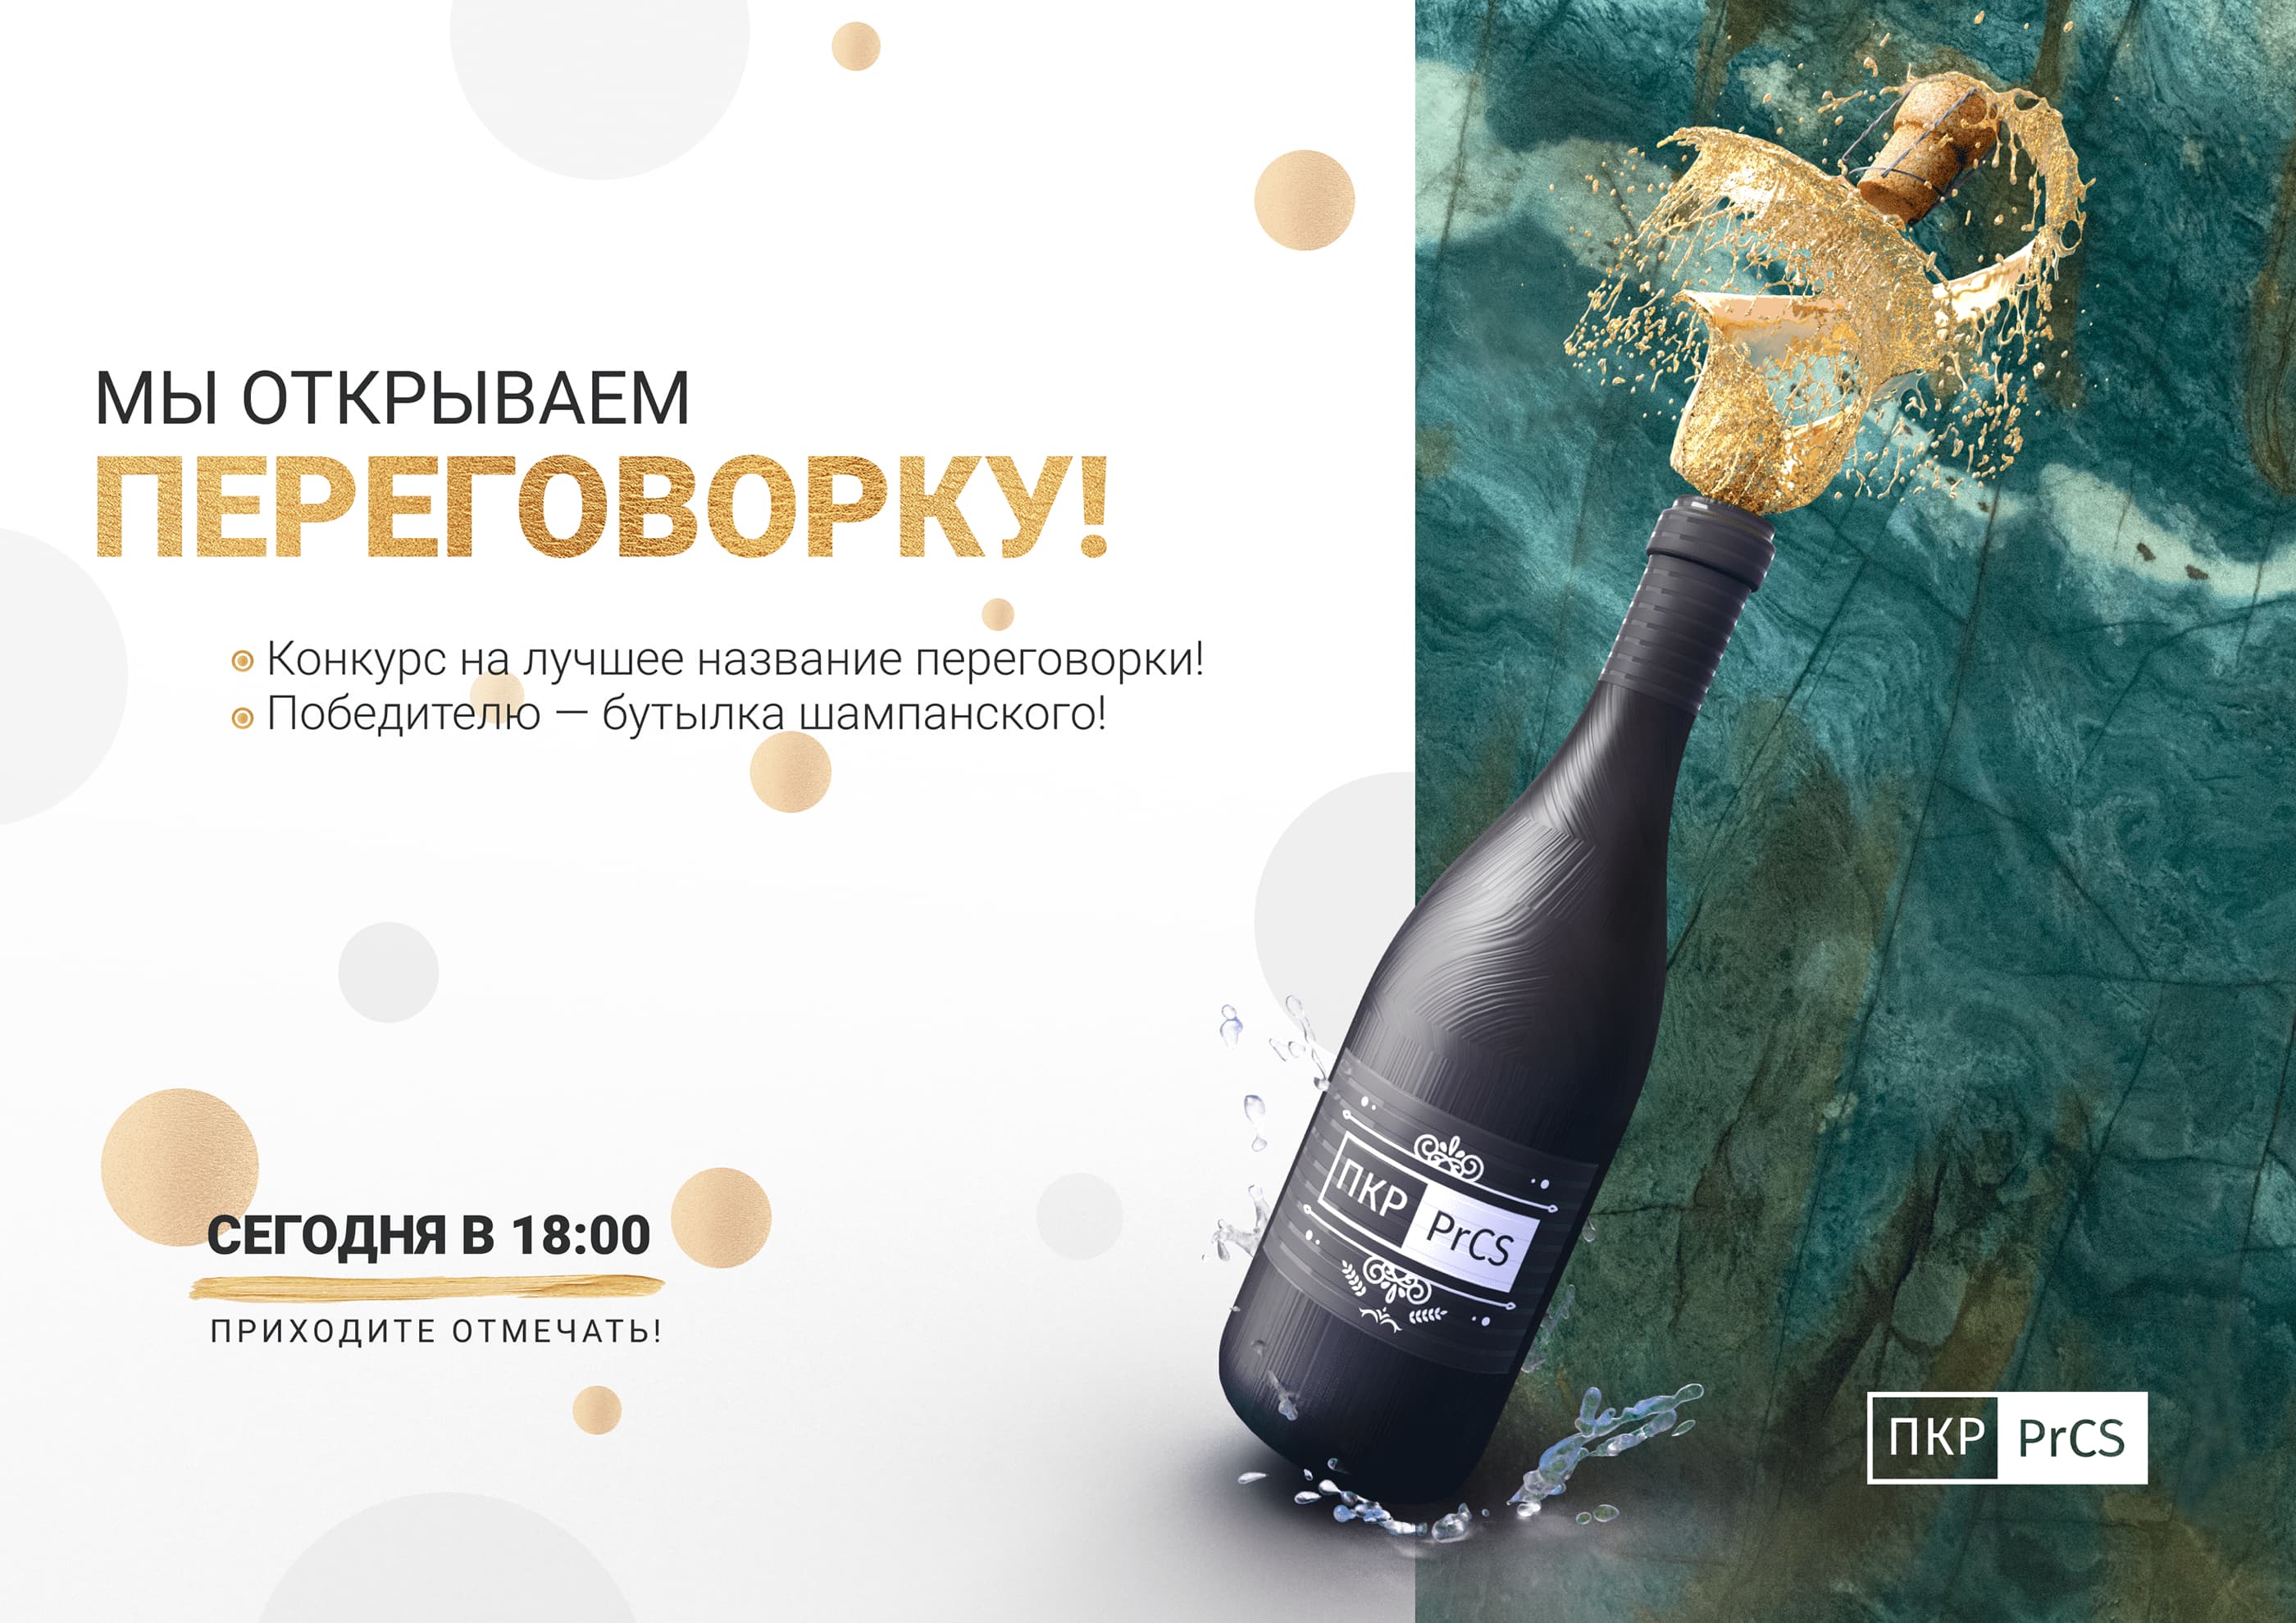 МЫ ОТКРЫВАЕМ
ПЕРЕГОВОРКУ!
Конкурс на лучшее название переговорки!
Победителю — бутылка шампанского!
СЕГОДНЯ В 18:00
ПРИХОДИТЕ ОТМЕЧАТЬ!
ПКР PrCS
ПКР PrCS